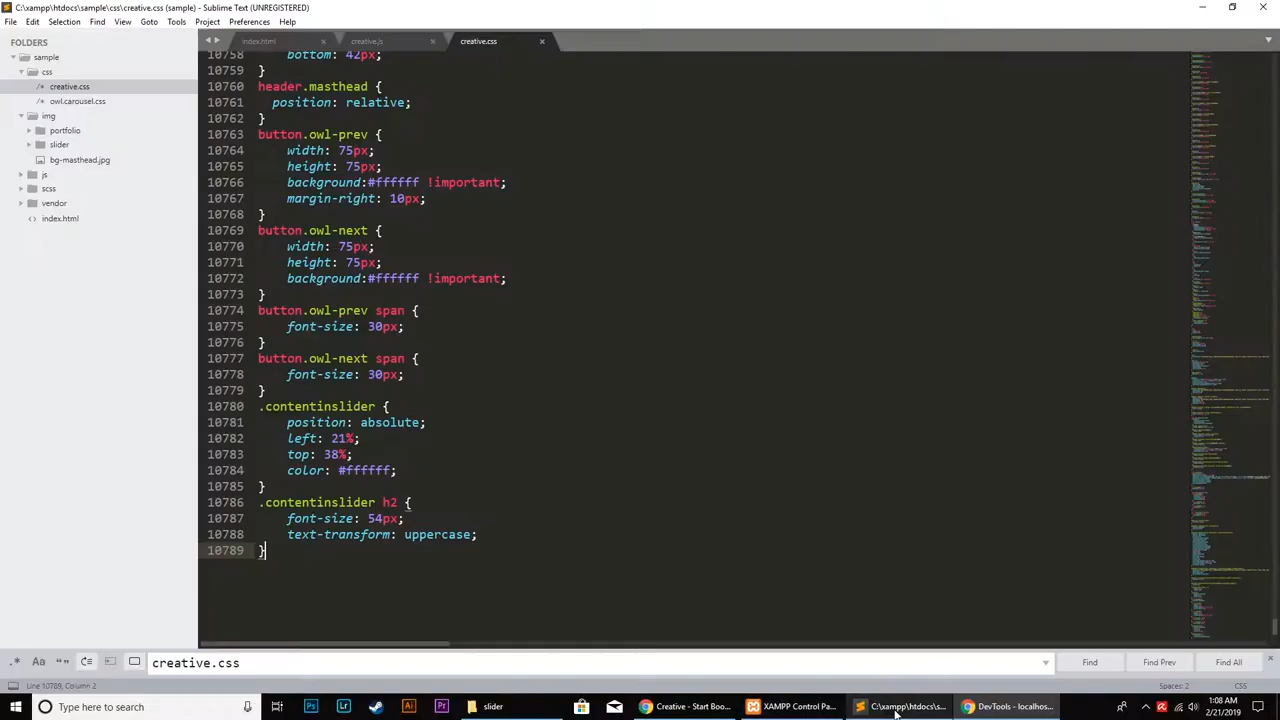 C:\xampp\htdocs\sample\css\creative.css (sample) - Sublime Text (UNREGISTERED)
File Edit Selection Find View Goto Tools Project Preferences Help
FOLDERS
sample
css
/* creative.css
/* owl.carousel.css
img
portfolio
slider
bg-masthead.jpg
js
scss
vendor
index.html
index.html × creative.js × creative.css ×
10758 bottom: 42px;
10759 }
10760 header.masthead {
10761 position: relative;
10762 }
10763 button.owl-prev {
10764 width: 75px;
10765 height: 75px;
10766 background:#ffffff !important;
10767 margin-right: 10px;
10768 }
10769 button.owl-next {
10770 width: 75px;
10771 height: 75px;
10772 background:#ffffff !important;
10773 }
10774 button.owl-prev span {
10775 font-size: 30px;
10776 }
10777 button.owl-next span {
10778 font-size: 30px;
10779 }
10780 .contentinslider {
10781 position: absolute;
10782 left: 21%;
10783 top: 38%;
10784 color: #ffffff;
10785 }
10786 .contentinslider h2 {
10787 font-size: 54px;
10788 text-transform: uppercase;
10789 }
.* Aa “” creative.css Find Find Prev Find All
Line 10789, Column 2 Spaces: 2 CSS
Type here to search Ps Lr Ai Pr slider Creative - Start Boo... XAMPP Control Pa... C:\xampp\htdocs\s... DevTools - localhos...
1:08 AM
2/21/2019